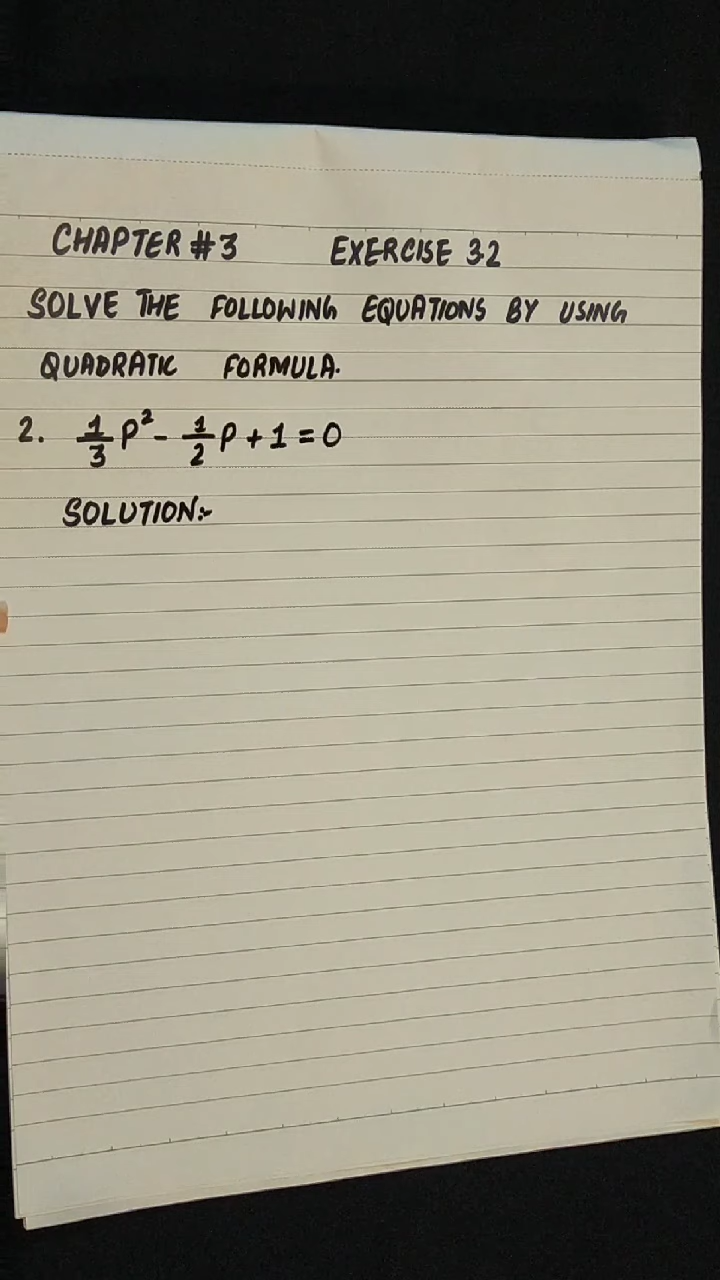 CHAPTER #3 EXERCISE 3.2
SOLVE THE FOLLOWING EQUATIONS BY USING
QUADRATIC FORMULA.
2. 1/3 P² - 1/2 P + 1 = 0
SOLUTION:-